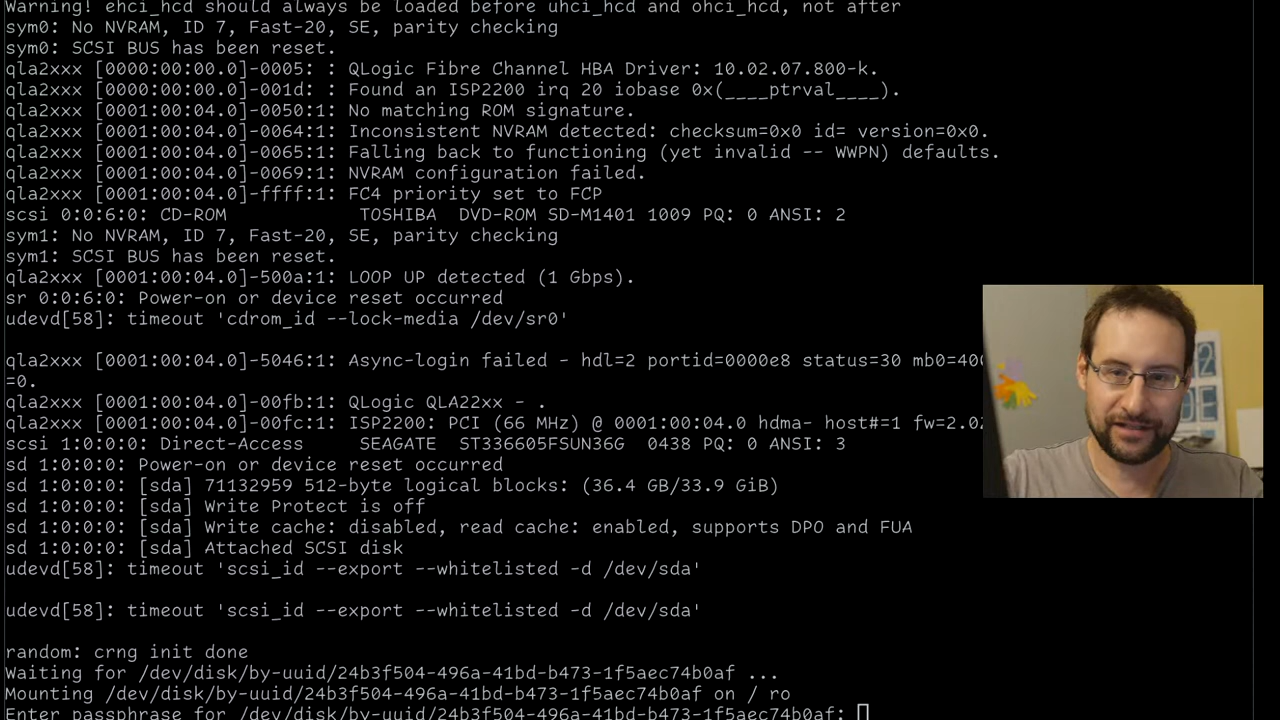 Warning! ehci_hcd should always be loaded before uhci_hcd and ohci_hcd, not after
sym0: No NVRAM, ID 7, Fast-20, SE, parity checking
sym0: SCSI BUS has been reset.
qla2xxx [0000:00:00.0]-0005: : QLogic Fibre Channel HBA Driver: 10.02.07.800-k.
qla2xxx [0000:00:00.0]-001d: : Found an ISP2200 irq 20 iobase 0x(____ptrval____).
qla2xxx [0001:00:04.0]-0050:1: No matching ROM signature.
qla2xxx [0001:00:04.0]-0064:1: Inconsistent NVRAM detected: checksum=0x0 id= version=0x0.
qla2xxx [0001:00:04.0]-0065:1: Falling back to functioning (yet invalid -- WWPN) defaults.
qla2xxx [0001:00:04.0]-0069:1: NVRAM configuration failed.
qla2xxx [0001:00:04.0]-ffff:1: FC4 priority set to FCP
scsi 0:0:6:0: CD-ROM            TOSHIBA  DVD-ROM SD-M1401 1009 PQ: 0 ANSI: 2
sym1: No NVRAM, ID 7, Fast-20, SE, parity checking
sym1: SCSI BUS has been reset.
qla2xxx [0001:00:04.0]-500a:1: LOOP UP detected (1 Gbps).
sr 0:0:6:0: Power-on or device reset occurred
udevd[58]: timeout 'cdrom_id --lock-media /dev/sr0'
qla2xxx [0001:00:04.0]-5046:1: Async-login failed - hdl=2 portid=0000e8 status=30 mb0=400
=0.
qla2xxx [0001:00:04.0]-00fb:1: QLogic QLA22xx - .
qla2xxx [0001:00:04.0]-00fc:1: ISP2200: PCI (66 MHz) @ 0001:00:04.0 hdma- host#=1 fw=2.02
scsi 1:0:0:0: Direct-Access     SEAGATE  ST336605FSUN36G  0438 PQ: 0 ANSI: 3
sd 1:0:0:0: Power-on or device reset occurred
sd 1:0:0:0: [sda] 71132959 512-byte logical blocks: (36.4 GB/33.9 GiB)
sd 1:0:0:0: [sda] Write Protect is off
sd 1:0:0:0: [sda] Write cache: disabled, read cache: enabled, supports DPO and FUA
sd 1:0:0:0: [sda] Attached SCSI disk
udevd[58]: timeout 'scsi_id --export --whitelisted -d /dev/sda'
udevd[58]: timeout 'scsi_id --export --whitelisted -d /dev/sda'
random: crng init done
Waiting for /dev/disk/by-uuid/24b3f504-496a-41bd-b473-1f5aec74b0af ...
Mounting /dev/disk/by-uuid/24b3f504-496a-41bd-b473-1f5aec74b0af on / ro
Enter passphrase for /dev/disk/by-uuid/24b3f504-496a-41bd-b473-1f5aec74b0af: